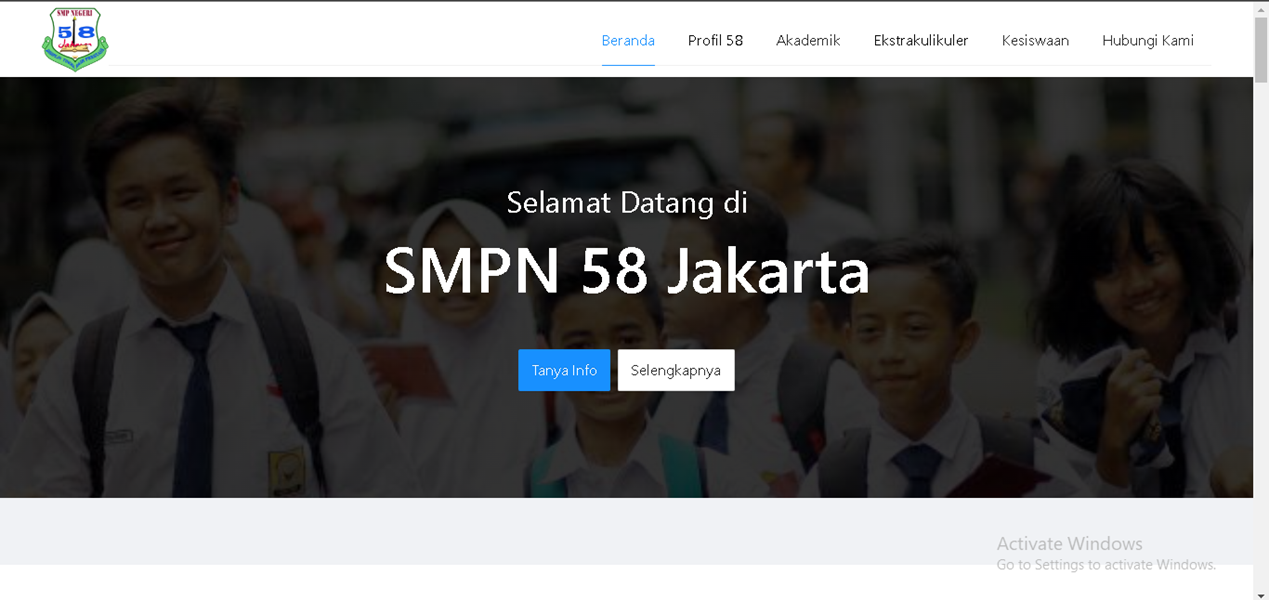 SMP NEGERI
58
Jakarta
Beranda Profil 58 Akademik Ekstrakulikuler Kesiswaan Hubungi Kami
Selamat Datang di
SMPN 58 Jakarta
Tanya Info Selengkapnya
Activate Windows
Go to Settings to activate Windows.